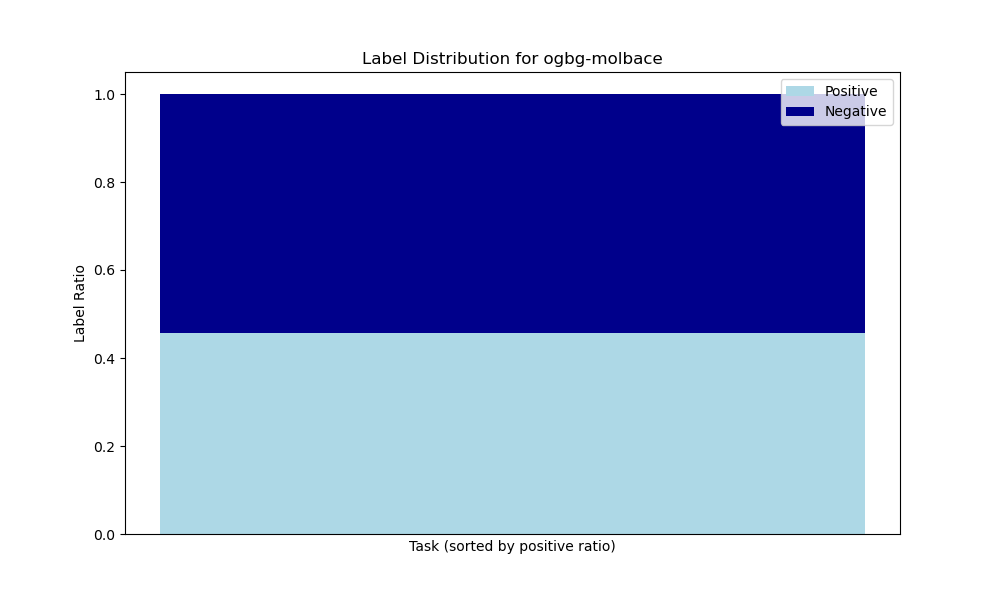 Label Distribution for ogbg-molbace
Positive
Negative
1.0
0.8
0.6
0.4
0.2
0.0
Label Ratio
Task (sorted by positive ratio)